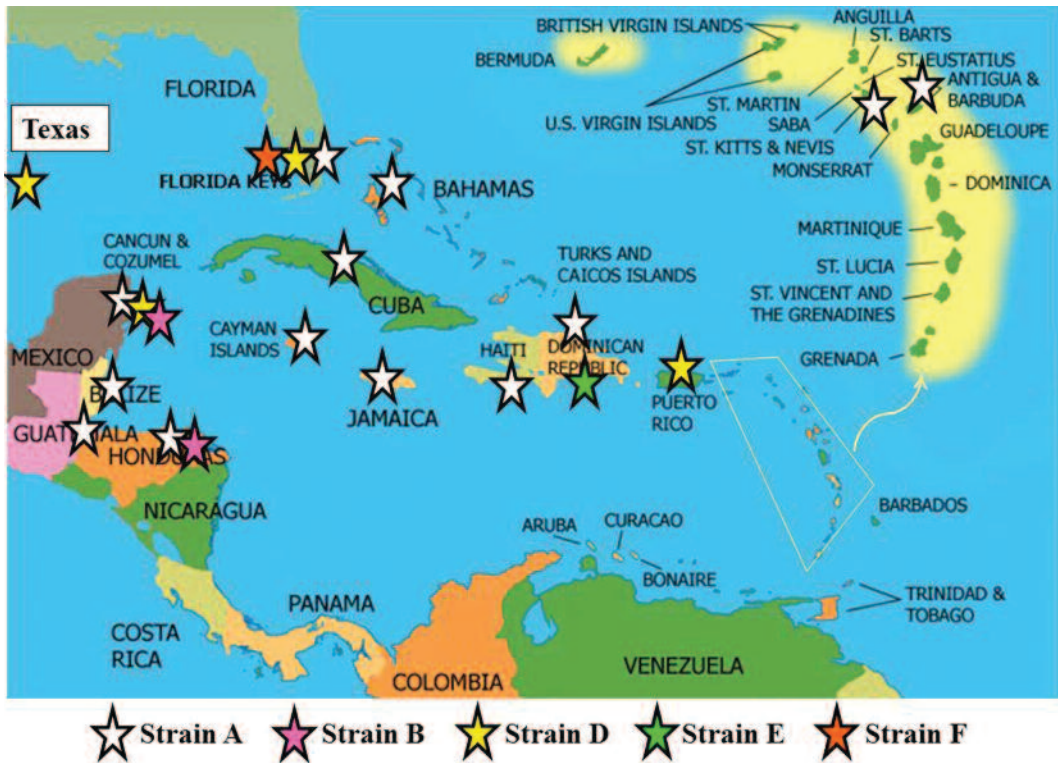 BRITISH VIRGIN ISLANDS
ANGUILLA
ST. BARTS
BERMUDA
ST. EUSTATIUS
FLORIDA
ANTIGUA &
BARBUDA
ST. MARTIN
SABA
U.S. VIRGIN ISLANDS
Texas
GUADELOUPE
ST. KITTS & NEVIS
MONSERRAT
FLORIDA KEYS
BAHAMAS
DOMINICA
MARTINIQUE
CANCUN &
COZUMEL
TURKS AND
CAICOS ISLANDS
ST. LUCIA
CUBA
ST. VINCENT AND
THE GRENADINES
CAYMAN
ISLANDS
HAITI
DOMINICAN
REPUBLIC
MEXICO
GRENADA
BELIZE
JAMAICA
PUERTO
RICO
GUATEMALA
HONDURAS
NICARAGUA
BARBADOS
ARUBA
CURACAO
BONAIRE
PANAMA
TRINIDAD &
TOBAGO
COSTA
RICA
VENEZUELA
COLOMBIA
Strain A
Strain B
Strain D
Strain E
Strain F